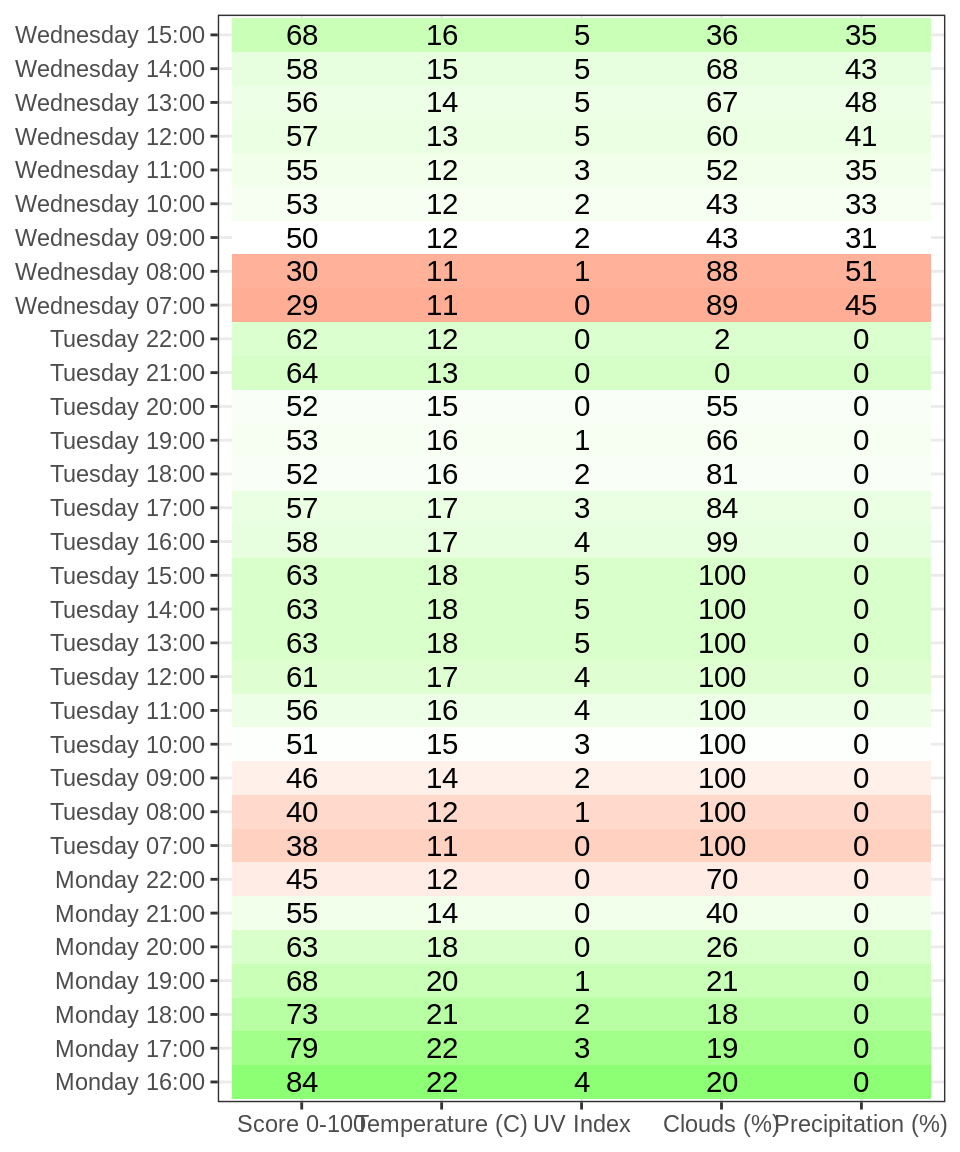 Wednesday 15:00 68 16 5 36 35
Wednesday 14:00 58 15 5 68 43
Wednesday 13:00 56 14 5 67 48
Wednesday 12:00 57 13 5 60 41
Wednesday 11:00 55 12 3 52 35
Wednesday 10:00 53 12 2 43 33
Wednesday 09:00 50 12 2 43 31
Wednesday 08:00 30 11 1 88 51
Wednesday 07:00 29 11 0 89 45
Tuesday 22:00 62 12 0 2 0
Tuesday 21:00 64 13 0 0 0
Tuesday 20:00 52 15 0 55 0
Tuesday 19:00 53 16 1 66 0
Tuesday 18:00 52 16 2 81 0
Tuesday 17:00 57 17 3 84 0
Tuesday 16:00 58 17 4 99 0
Tuesday 15:00 63 18 5 100 0
Tuesday 14:00 63 18 5 100 0
Tuesday 13:00 63 18 5 100 0
Tuesday 12:00 61 17 4 100 0
Tuesday 11:00 56 16 4 100 0
Tuesday 10:00 51 15 3 100 0
Tuesday 09:00 46 14 2 100 0
Tuesday 08:00 40 12 1 100 0
Tuesday 07:00 38 11 0 100 0
Monday 22:00 45 12 0 70 0
Monday 21:00 55 14 0 40 0
Monday 20:00 63 18 0 26 0
Monday 19:00 68 20 1 21 0
Monday 18:00 73 21 2 18 0
Monday 17:00 79 22 3 19 0
Monday 16:00 84 22 4 20 0
Score 0-100 Temperature (C) UV Index Clouds (%) Precipitation (%)